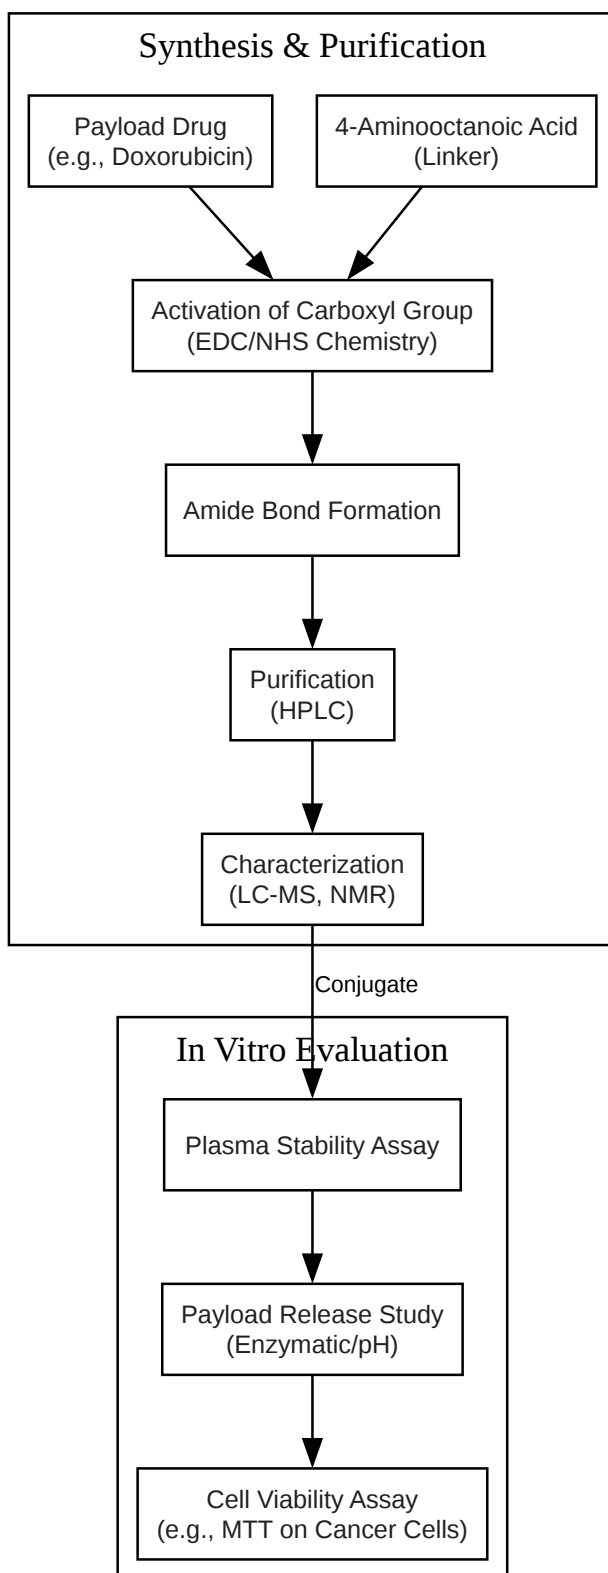 Synthesis & Purification
Payload Drug
(e.g., Doxorubicin)
4-Aminooctanoic Acid
(Linker)
Activation of Carboxyl Group
(EDC/NHS Chemistry)
Amide Bond Formation
Purification
(HPLC)
Characterization
(LC-MS, NMR)
Conjugate
In Vitro Evaluation
Plasma Stability Assay
Payload Release Study
(Enzymatic/pH)
Cell Viability Assay
(e.g., MTT on Cancer Cells)